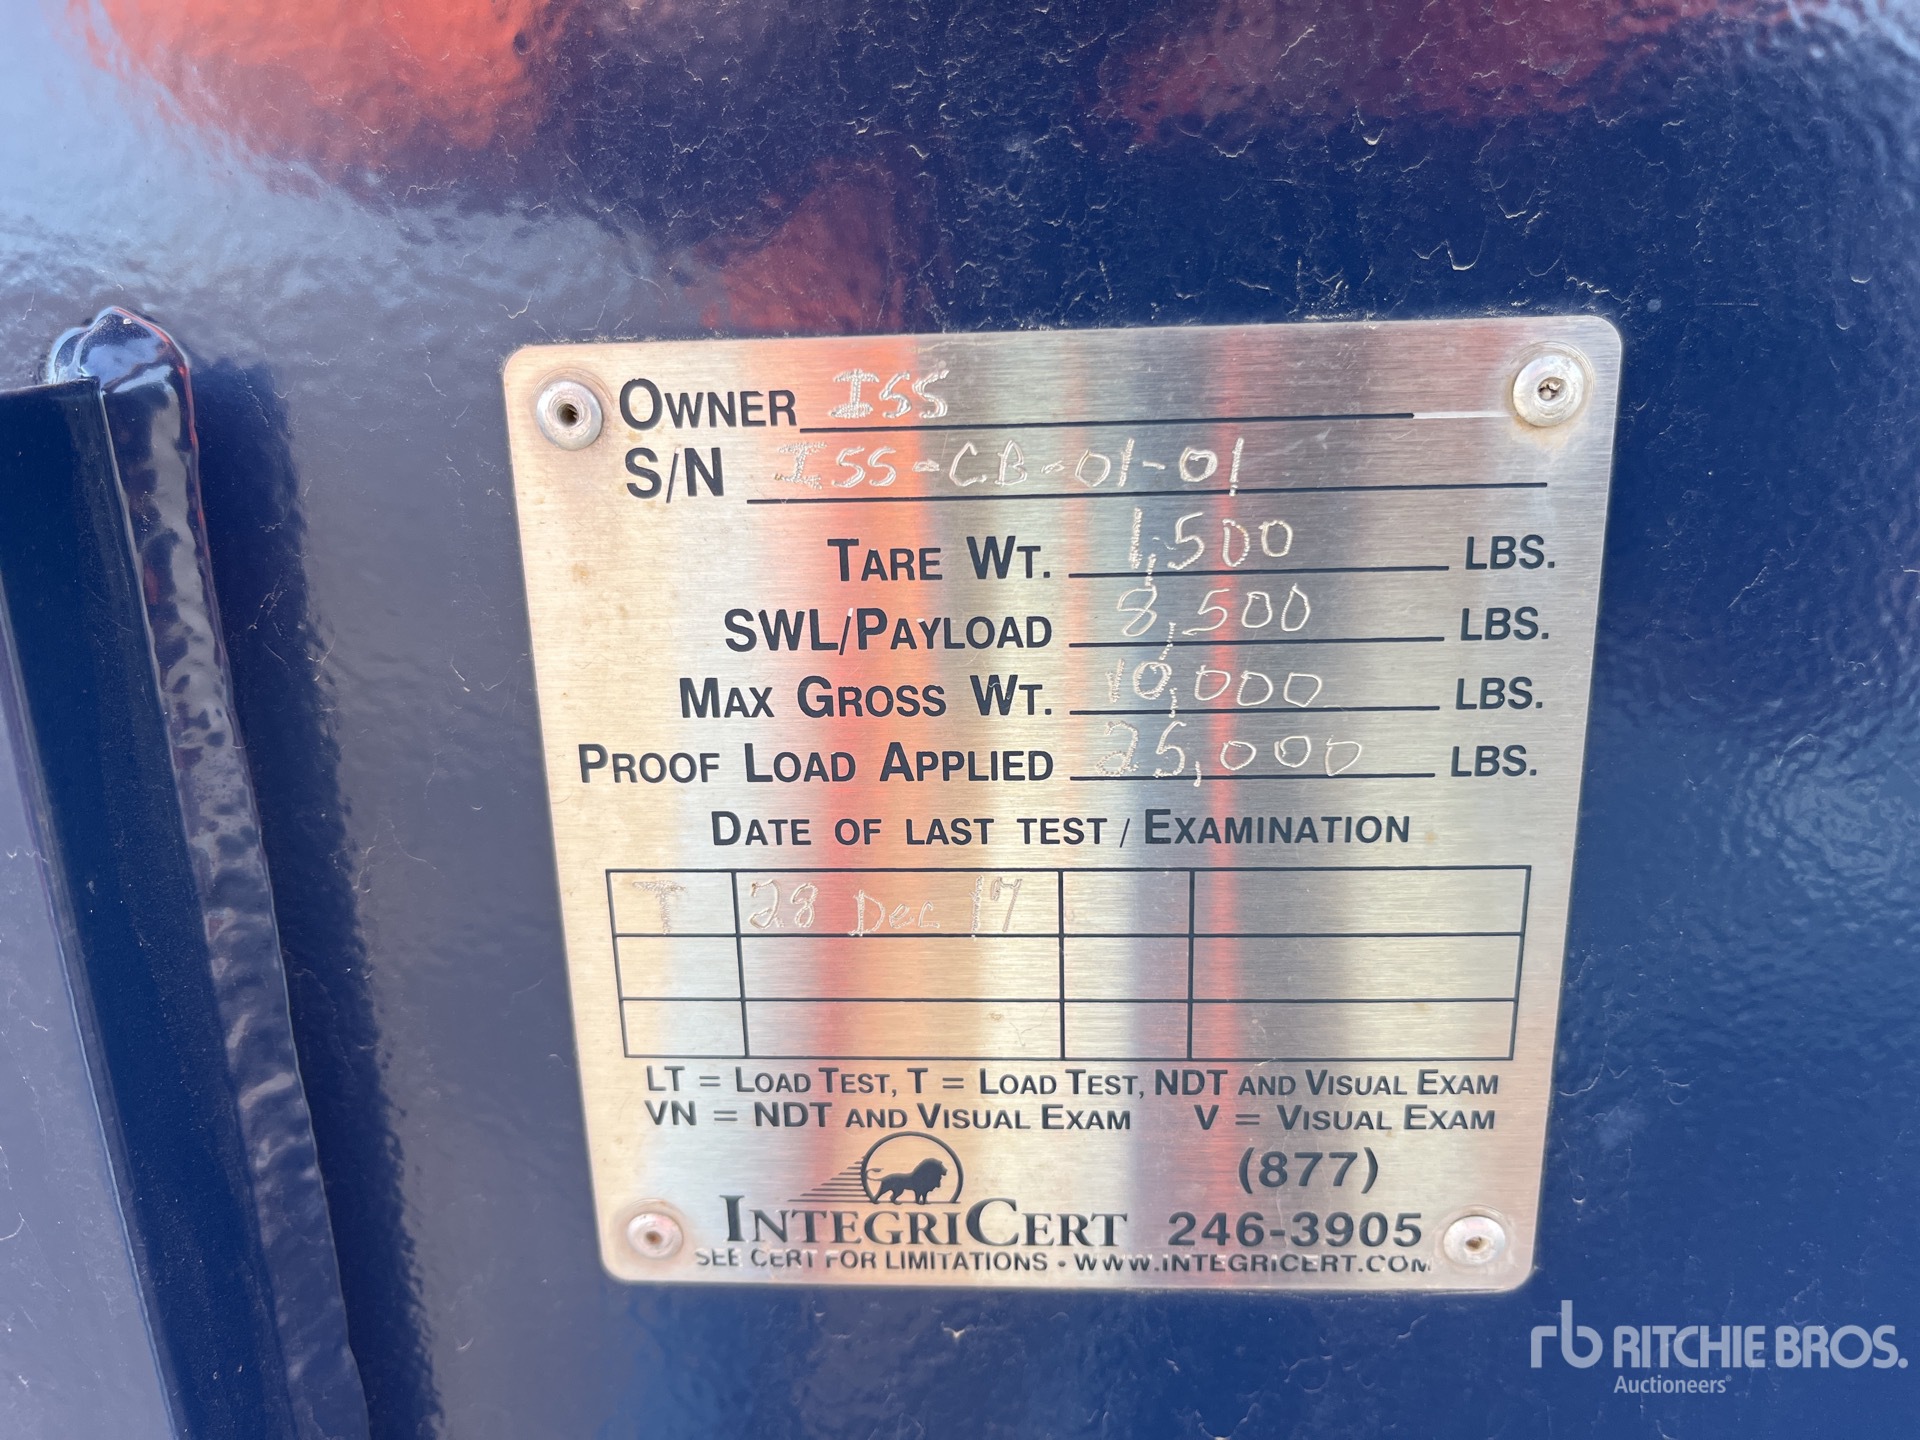 OWNER ISS
S/N ISS-CB-01-01
TARE WT. 1,500 LBS.
SWL/PAYLOAD 8,500 LBS.
MAX GROSS WT. 10,000 LBS.
PROOF LOAD APPLIED 25,000 LBS.
DATE OF LAST TEST / EXAMINATION
T 28 Dec 17
LT = LOAD TEST, T = LOAD TEST, NDT AND VISUAL EXAM
VN = NDT AND VISUAL EXAM V = VISUAL EXAM
(877)
INTEGRICERT 246-3905
SEE CERT FOR LIMITATIONS - WWW.INTEGRICERT.COM
rb RITCHIE BROS.
Auctioneers